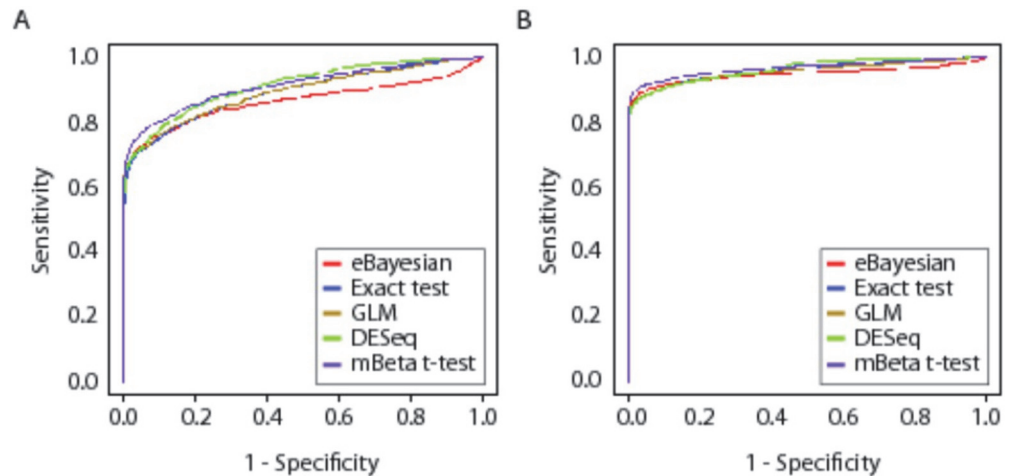 A
B
1.0
0.8
0.6
0.4
0.2
0.0
Sensitivity
eBayesian
Exact test
GLM
DESeq
mBeta t-test
0.0 0.2 0.4 0.6 0.8 1.0
1 - Specificity
1.0
0.8
0.6
0.4
0.2
0.0
Sensitivity
eBayesian
Exact test
GLM
DESeq
mBeta t-test
0.0 0.2 0.4 0.6 0.8 1.0
1 - Specificity